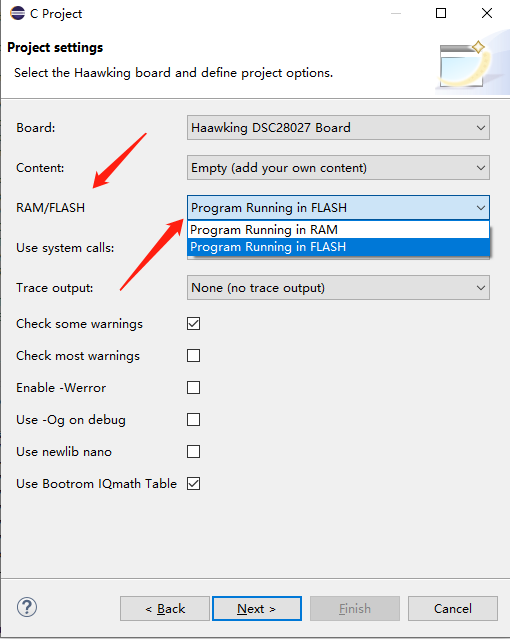 C Project
Project settings
Select the Haawking board and define project options.
Board: Haawking DSC28027 Board
Content: Empty (add your own content)
RAM/FLASH Program Running in FLASH
Program Running in RAM
Program Running in FLASH
Use system calls:
Trace output: None (no trace output)
Check some warnings
Check most warnings
Enable -Werror
Use -Og on debug
Use newlib nano
Use Bootrom IQmath Table
? < Back Next > Finish Cancel